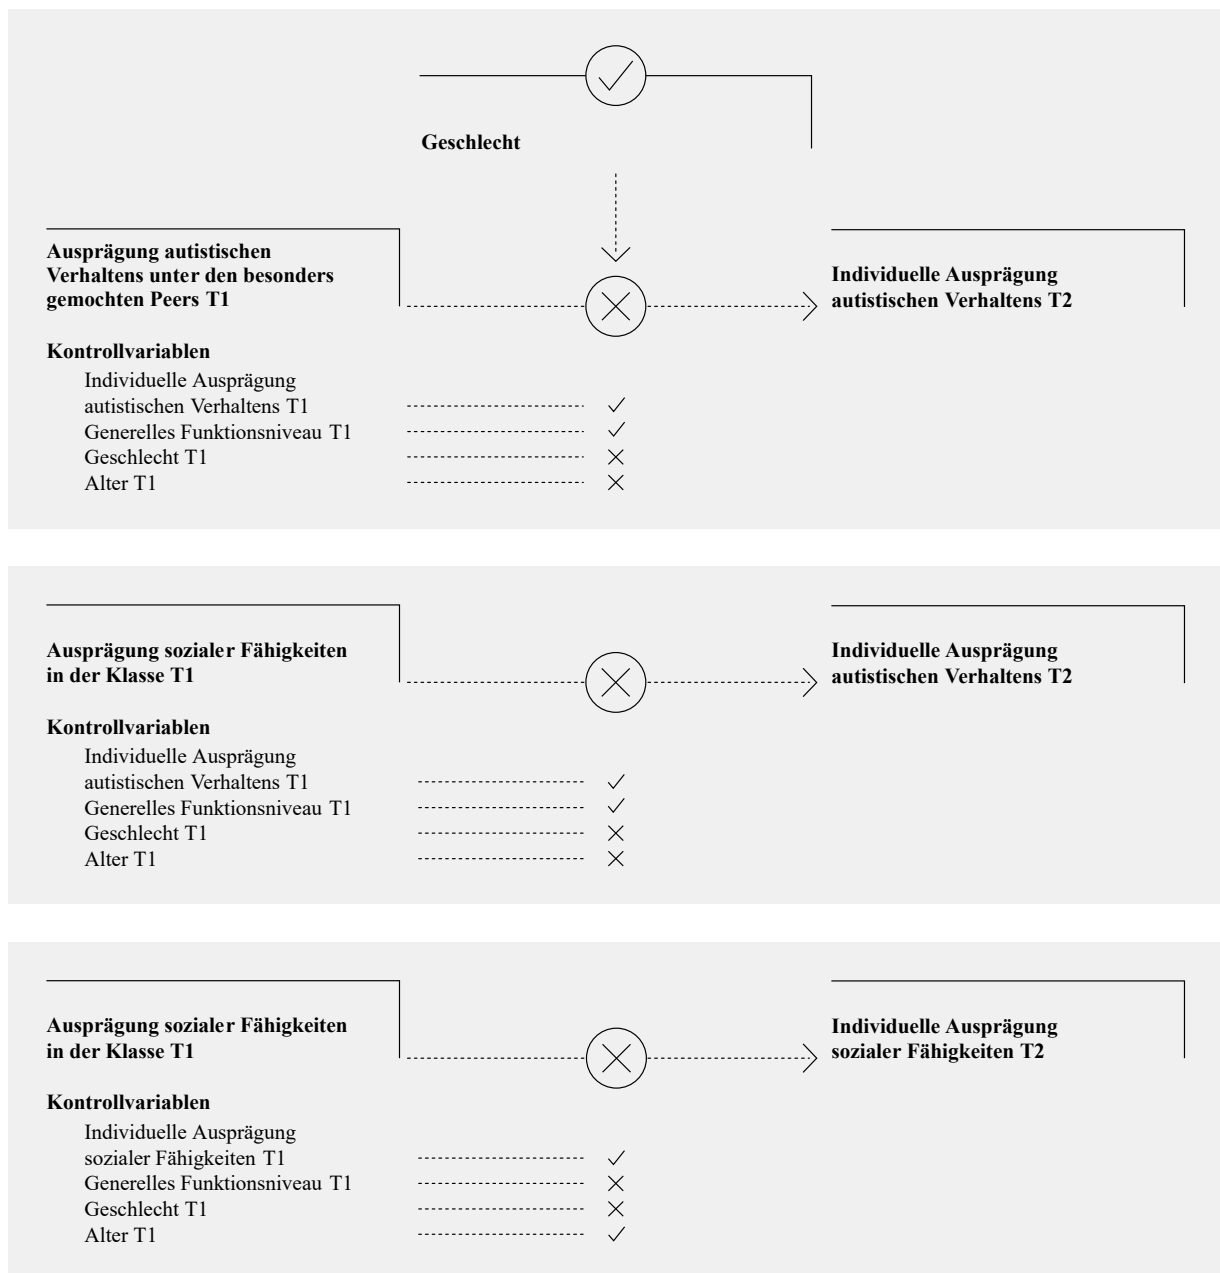 Geschlecht
Ausprägung autistischen
Verhaltens unter den besonders
gemochten Peers T1
Individuelle Ausprägung
autistischen Verhaltens T2
Kontrollvariablen
Individuelle Ausprägung
autistischen Verhaltens T1
Generelles Funktionsniveau T1
Geschlecht T1
Alter T1
Ausprägung sozialer Fähigkeiten
in der Klasse T1
Individuelle Ausprägung
autistischen Verhaltens T2
Kontrollvariablen
Individuelle Ausprägung
autistischen Verhaltens T1
Generelles Funktionsniveau T1
Geschlecht T1
Alter T1
Ausprägung sozialer Fähigkeiten
in der Klasse T1
Individuelle Ausprägung
sozialer Fähigkeiten T2
Kontrollvariablen
Individuelle Ausprägung
sozialer Fähigkeiten T1
Generelles Funktionsniveau T1
Geschlecht T1
Alter T1